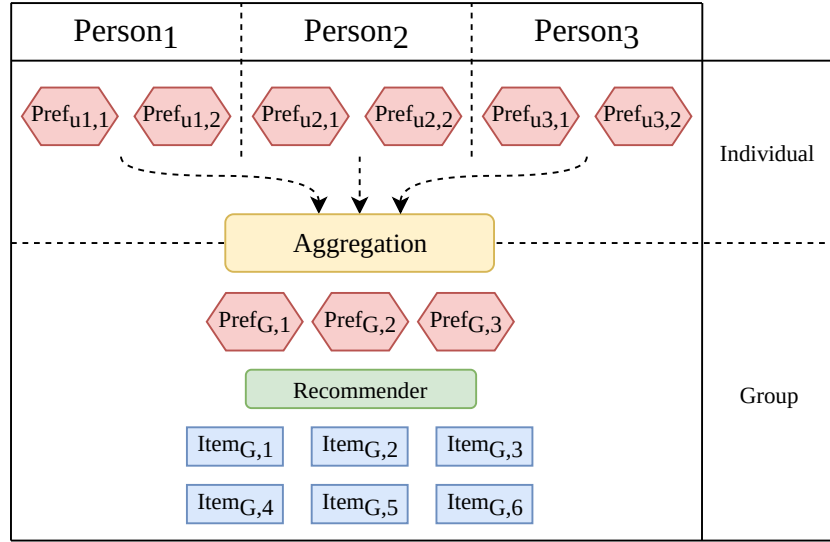 Person1 Person2 Person3
Prefu1,1 Prefu1,2 Prefu2,1 Prefu2,2 Prefu3,1 Prefu3,2
Individual
Aggregation
PrefG,1 PrefG,2 PrefG,3
Recommender
Group
ItemG,1 ItemG,2 ItemG,3
ItemG,4 ItemG,5 ItemG,6